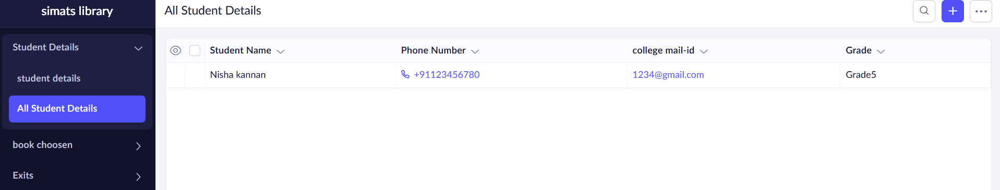 simats library
All Student Details
Student Details
student details
All Student Details
book choosen
Exits
Student Name Phone Number college mail-id Grade
Nisha kannan +91123456780 1234@gmail.com Grade5